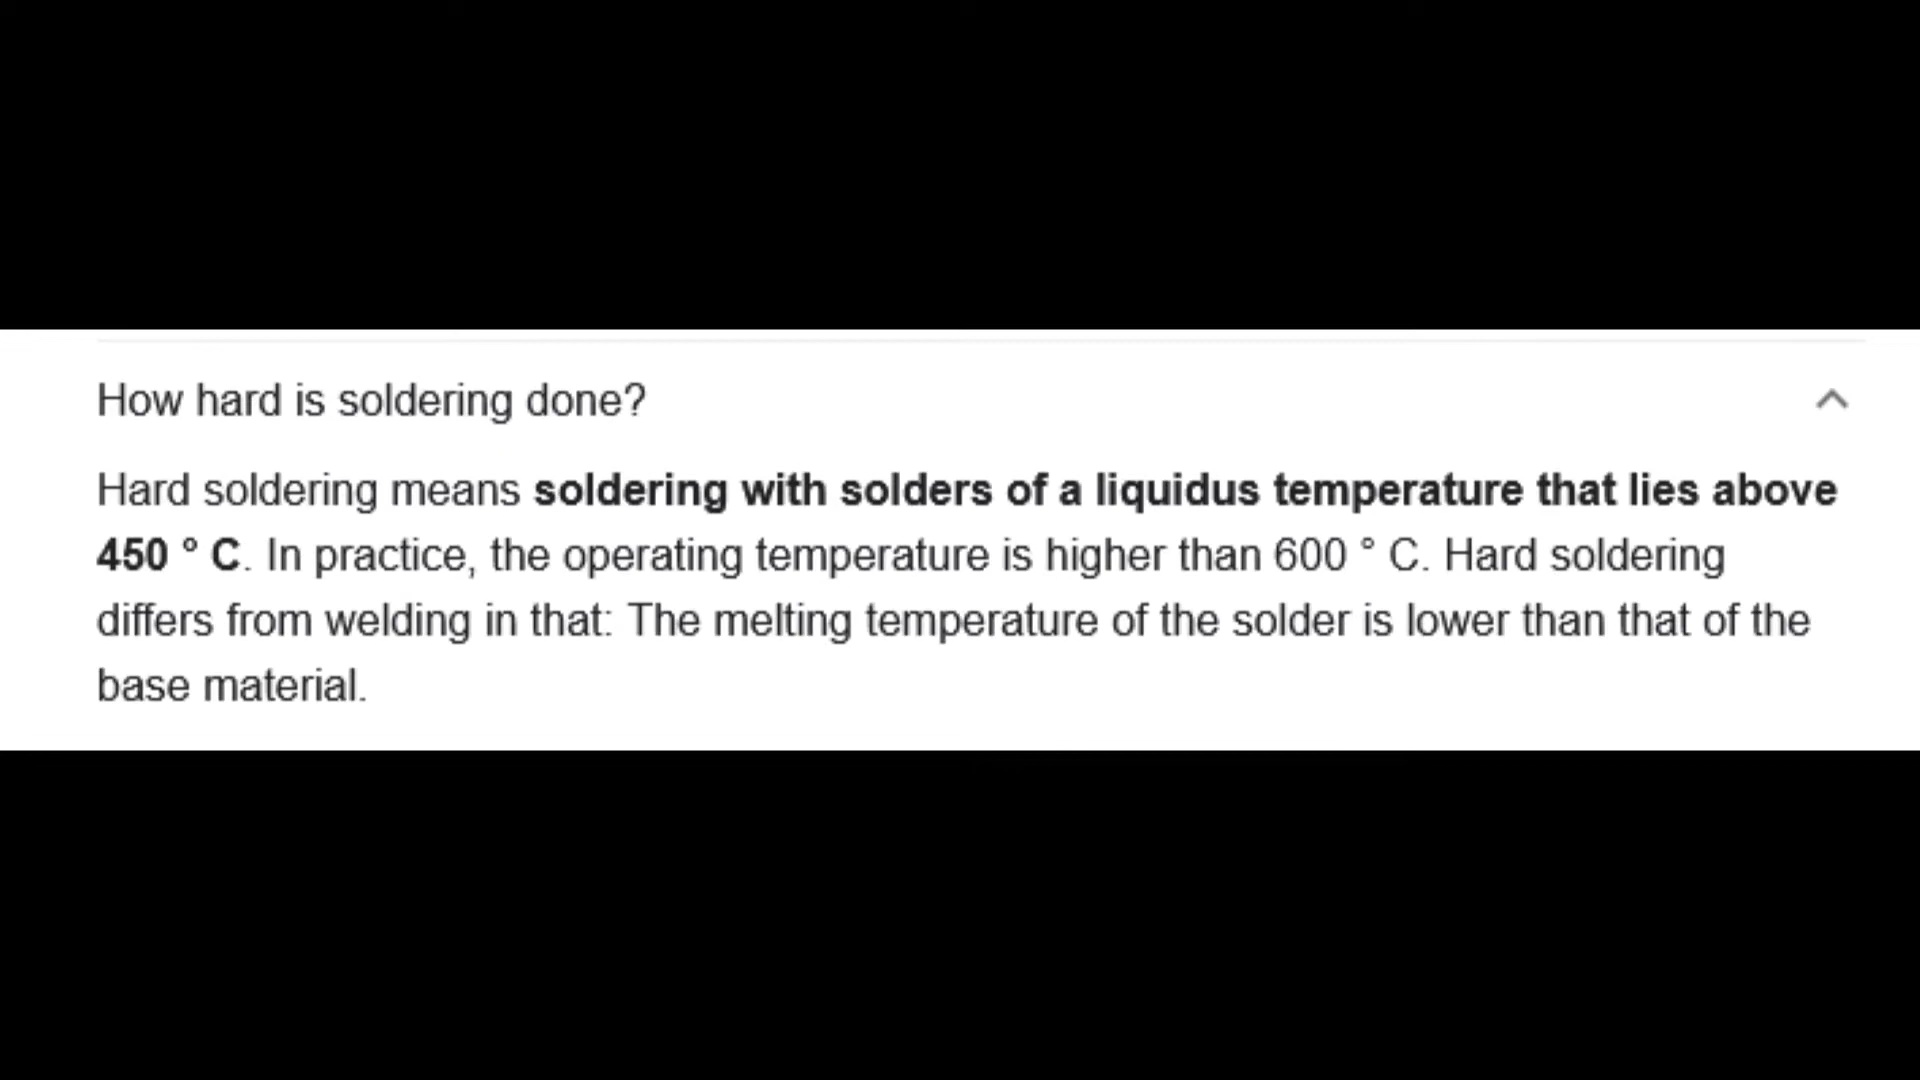 How hard is soldering done?
Hard soldering means soldering with solders of a liquidus temperature that lies above
450 ° C. In practice, the operating temperature is higher than 600 ° C. Hard soldering
differs from welding in that: The melting temperature of the solder is lower than that of the
base material.